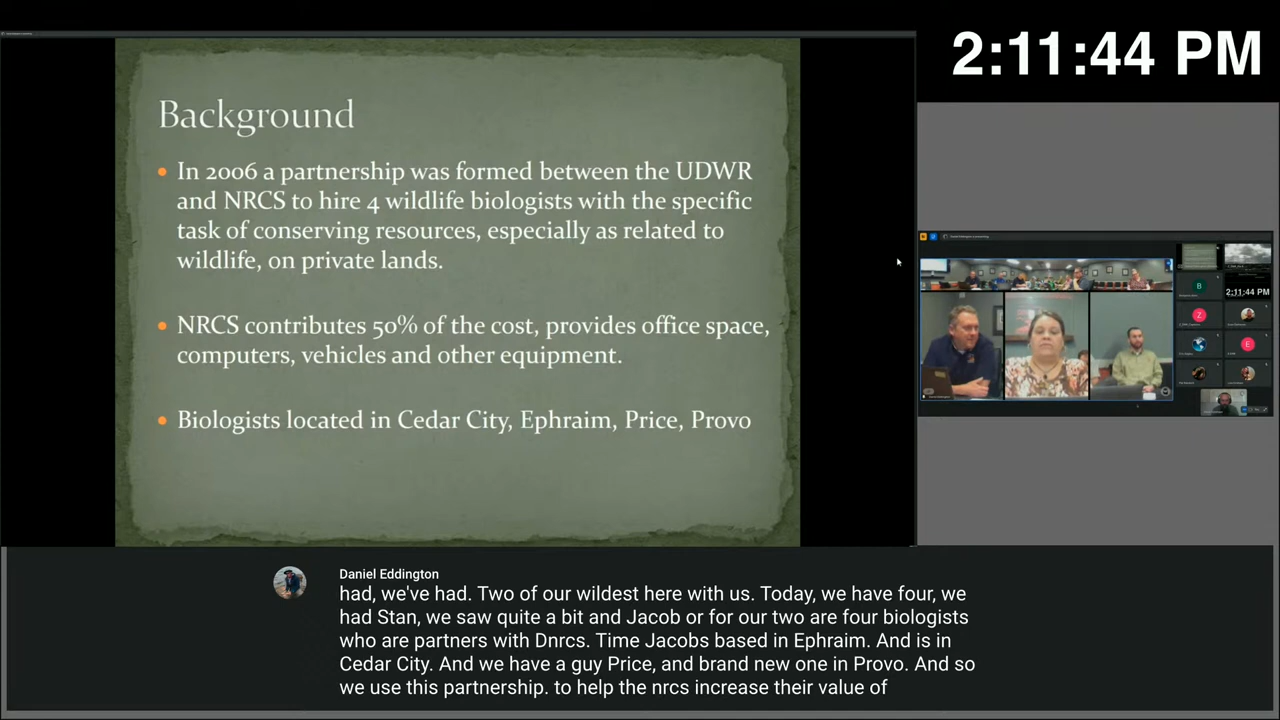 2:11:44 PM
Background
• In 2006 a partnership was formed between the UDWR
and NRCS to hire 4 wildlife biologists with the specific
task of conserving resources, especially as related to
wildlife, on private lands.
• NRCS contributes 50% of the cost, provides office space,
computers, vehicles and other equipment.
• Biologists located in Cedar City, Ephraim, Price, Provo
B
2:11:44 PM
Z
E
Daniel Eddington
had, we've had. Two of our wildest here with us. Today, we have four, we
had Stan, we saw quite a bit and Jacob or for our two are four biologists
who are partners with Dnrcs. Time Jacobs based in Ephraim. And is in
Cedar City. And we have a guy Price, and brand new one in Provo. And so
we use this partnership. to help the nrcs increase their value of